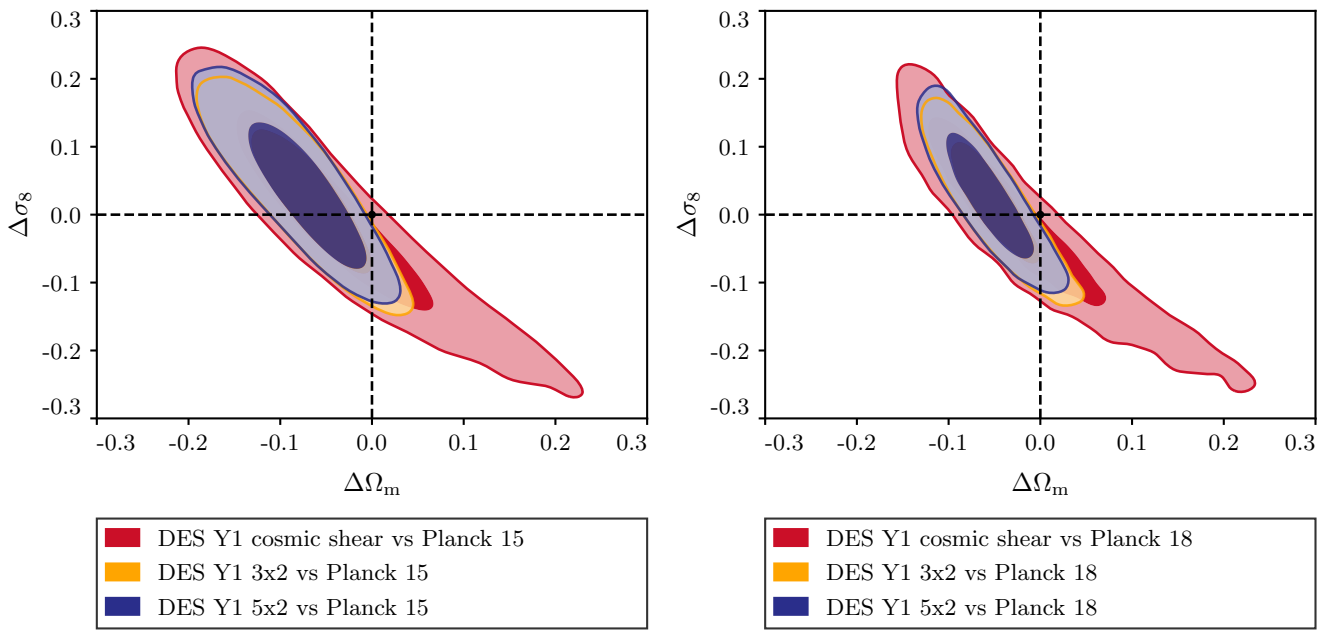 0.3
0.2
0.1
0.0
-0.1
-0.2
-0.3
Δσ8
-0.3 -0.2 -0.1 0.0 0.1 0.2 0.3
ΔΩm
DES Y1 cosmic shear vs Planck 15
DES Y1 3x2 vs Planck 15
DES Y1 5x2 vs Planck 15
0.3
0.2
0.1
0.0
-0.1
-0.2
-0.3
Δσ8
-0.3 -0.2 -0.1 0.0 0.1 0.2 0.3
ΔΩm
DES Y1 cosmic shear vs Planck 18
DES Y1 3x2 vs Planck 18
DES Y1 5x2 vs Planck 18